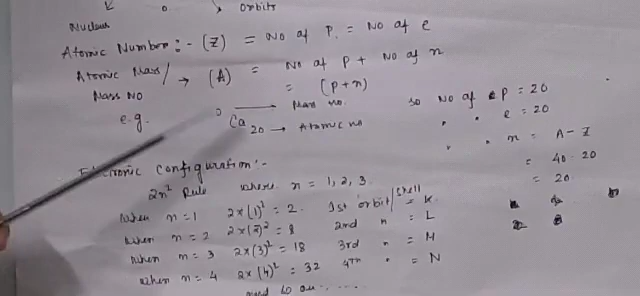 Nucleus
orbits
Atomic Number:- (Z) = No of P. = No of e
Atomic Mass/ → (A) = No of P + No of n
Mass No = (P+n)
e.g. → Mass no. so No of P = 20
Ca 20 → Atomic no " " e = 20
" " n = A-Z
= 40-20
= 20
configuration:-
2n² Rule where n = 1, 2, 3
shell
when n=1 2×(1)² = 2. 1st orbit/ = K
when n=2 2×(2)² = 8 2nd " = L
when n=3 2×(3)² = 18 3rd " = M
when n=4 2×(4)² = 32 4th " = N
and so on.....